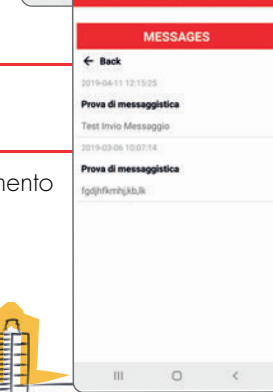 MESSAGES
← Back
2019-04-11 12:15:25
Prova di messaggistica
Test Invio Messaggio
2019-03-06 10:07:14
Prova di messaggistica
fgdjhfkmhj,kb,lk
mento